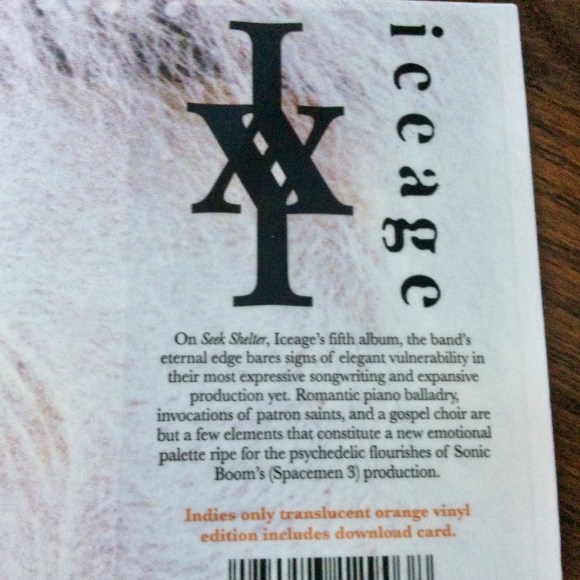 iceage
On Seek Shelter, Iceage's fifth album, the band's
eternal edge bares signs of elegant vulnerability in
their most expressive songwriting and expansive
production yet. Romantic piano balladry,
invocations of patron saints, and a gospel choir are
but a few elements that constitute a new emotional
palette ripe for the psychedelic flourishes of Sonic
Boom's (Spacemen 3) production.
Indies only translucent orange vinyl
edition includes download card.